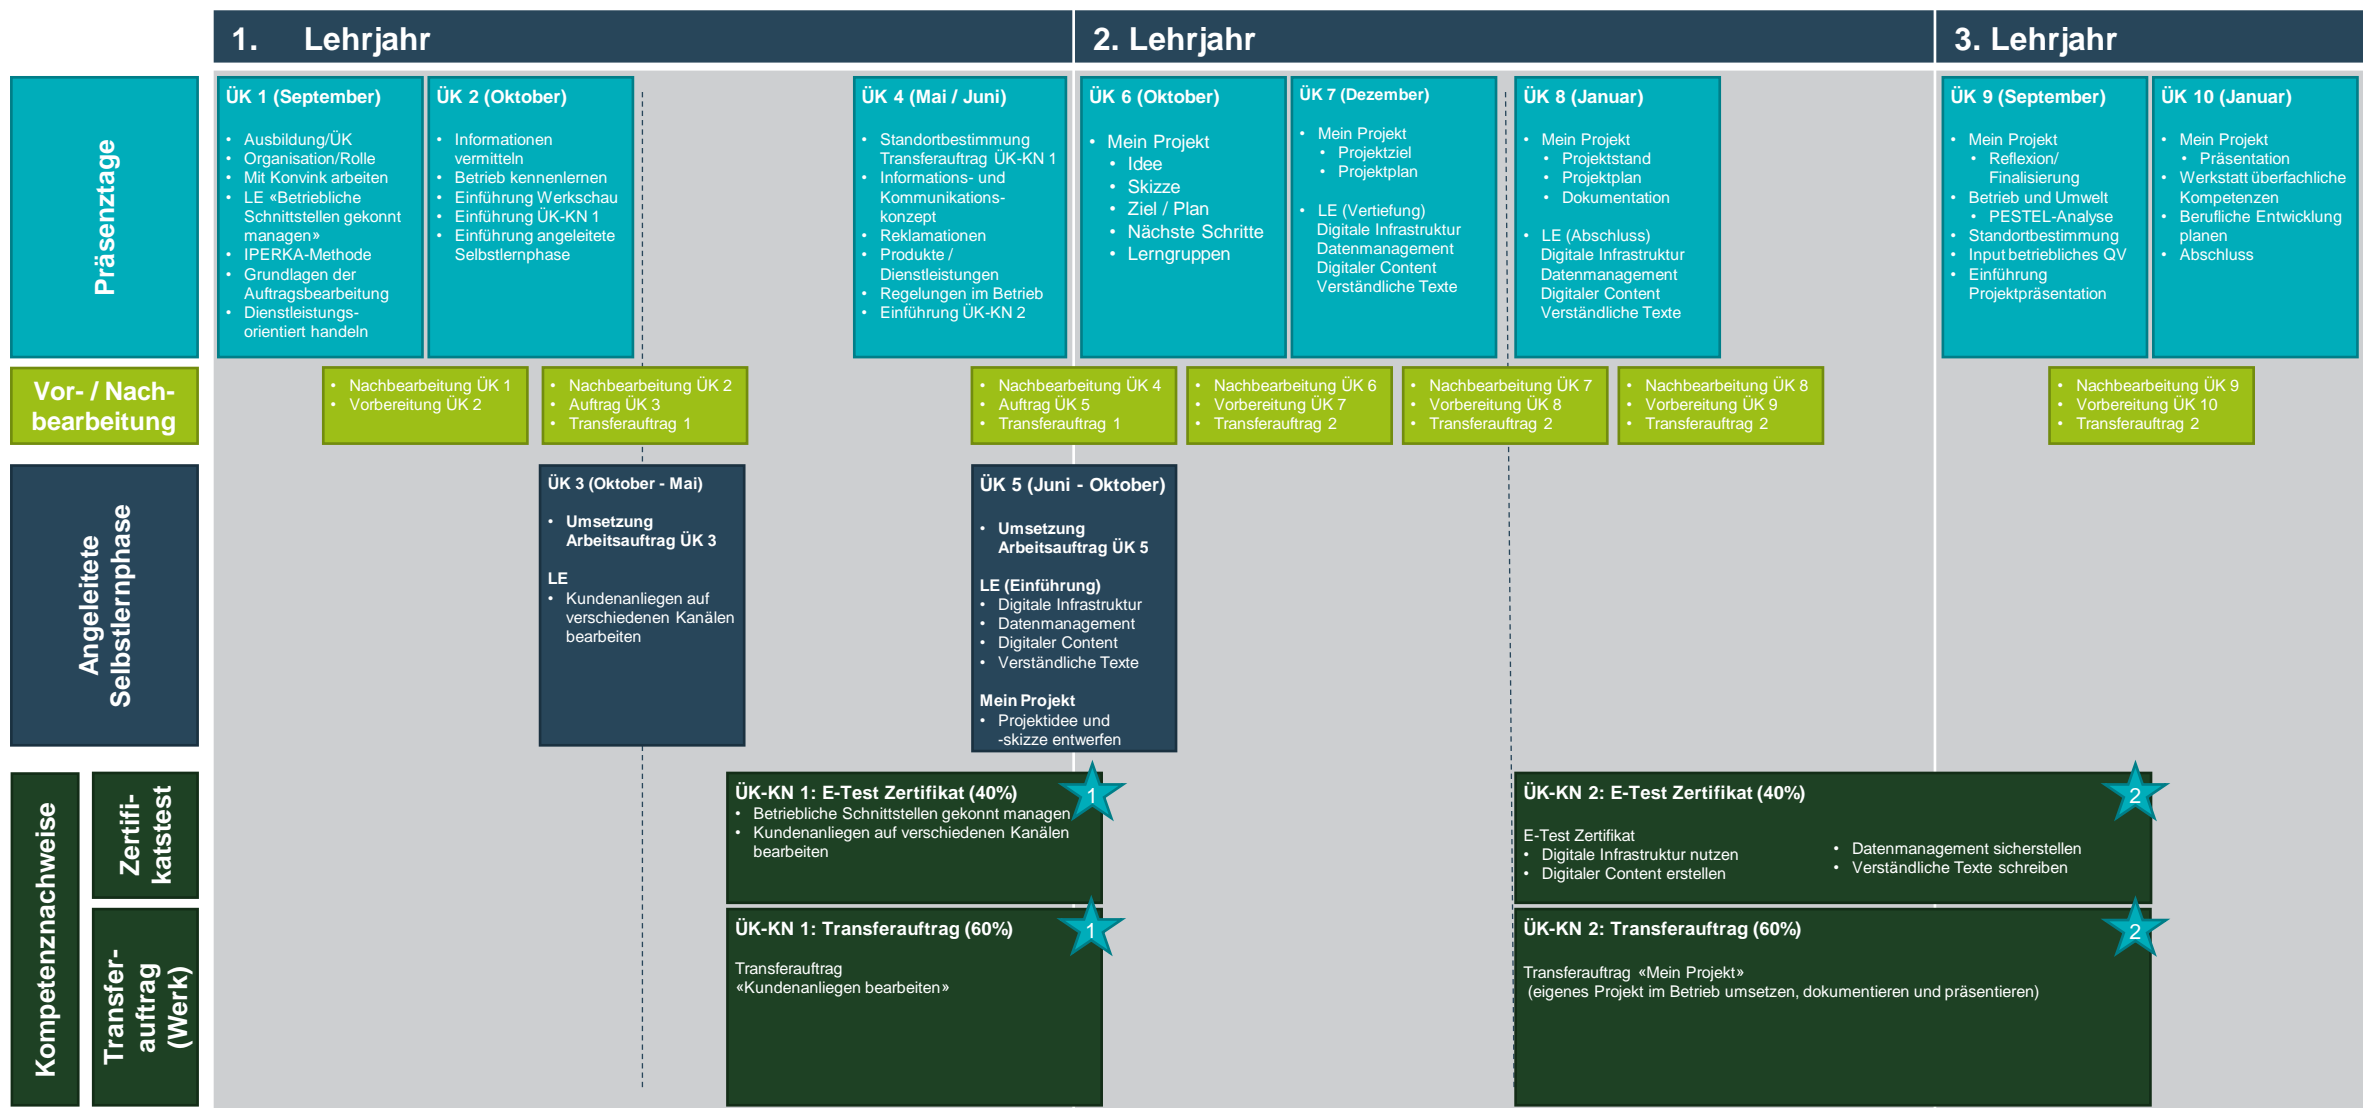 1. Lehrjahr
2. Lehrjahr
3. Lehrjahr
Präsenztage
ÜK 1 (September)
• Ausbildung/ÜK
• Organisation/Rolle
• Mit Konvink arbeiten
• LE «Betriebliche
Schnittstellen gekonnt
managen»
• IPERKA-Methode
• Grundlagen der
Auftragsbearbeitung
• Dienstleistungs-
orientiert handeln
ÜK 2 (Oktober)
• Informationen
vermitteln
• Betrieb kennenlernen
• Einführung Werkschau
• Einführung ÜK-KN 1
• Einführung angeleitete
Selbstlernphase
ÜK 4 (Mai / Juni)
• Standortbestimmung
Transferauftrag ÜK-KN 1
• Informations- und
Kommunikations-
konzept
• Reklamationen
• Produkte /
Dienstleistungen
• Regelungen im Betrieb
• Einführung ÜK-KN 2
ÜK 6 (Oktober)
• Mein Projekt
• Idee
• Skizze
• Ziel / Plan
• Nächste Schritte
• Lerngruppen
ÜK 7 (Dezember)
• Mein Projekt
• Projektziel
• Projektplan
• LE (Vertiefung)
Digitale Infrastruktur
Datenmanagement
Digitaler Content
Verständliche Texte
ÜK 8 (Januar)
• Mein Projekt
• Projektstand
• Projektplan
• Dokumentation
• LE (Abschluss)
Digitale Infrastruktur
Datenmanagement
Digitaler Content
Verständliche Texte
ÜK 9 (September)
• Mein Projekt
• Reflexion/
Finalisierung
• Betrieb und Umwelt
• PESTEL-Analyse
• Standortbestimmung
• Input betriebliches QV
• Einführung
Projektpräsentation
ÜK 10 (Januar)
• Mein Projekt
• Präsentation
• Werkstatt überfachliche
Kompetenzen
• Berufliche Entwicklung
planen
• Abschluss
Vor- / Nach-
bearbeitung
• Nachbearbeitung ÜK 1
• Vorbereitung ÜK 2
• Nachbearbeitung ÜK 2
• Auftrag ÜK 3
• Transferauftrag 1
• Nachbearbeitung ÜK 4
• Auftrag ÜK 5
• Transferauftrag 1
• Nachbearbeitung ÜK 6
• Vorbereitung ÜK 7
• Transferauftrag 2
• Nachbearbeitung ÜK 7
• Vorbereitung ÜK 8
• Transferauftrag 2
• Nachbearbeitung ÜK 8
• Vorbereitung ÜK 9
• Transferauftrag 2
• Nachbearbeitung ÜK 9
• Vorbereitung ÜK 10
• Transferauftrag 2
Angeleitete
Selbstlernphase
ÜK 3 (Oktober - Mai)
• Umsetzung
Arbeitsauftrag ÜK 3
LE
• Kundenanliegen auf
verschiedenen Kanälen
bearbeiten
ÜK 5 (Juni - Oktober)
• Umsetzung
Arbeitsauftrag ÜK 5
LE (Einführung)
• Digitale Infrastruktur
• Datenmanagement
• Digitaler Content
• Verständliche Texte
Mein Projekt
• Projektidee und
-skizze entwerfen
Kompetenznachweise
Zertifi-
katstest
ÜK-KN 1: E-Test Zertifikat (40%)
• Betriebliche Schnittstellen gekonnt managen
• Kundenanliegen auf verschiedenen Kanälen
bearbeiten
1
ÜK-KN 2: E-Test Zertifikat (40%)
E-Test Zertifikat
• Digitale Infrastruktur nutzen
• Digitaler Content erstellen
• Datenmanagement sicherstellen
• Verständliche Texte schreiben
2
Transfer-
auftrag
(Werk)
ÜK-KN 1: Transferauftrag (60%)
Transferauftrag
«Kundenanliegen bearbeiten»
1
ÜK-KN 2: Transferauftrag (60%)
Transferauftrag «Mein Projekt»
(eigenes Projekt im Betrieb umsetzen, dokumentieren und präsentieren)
2